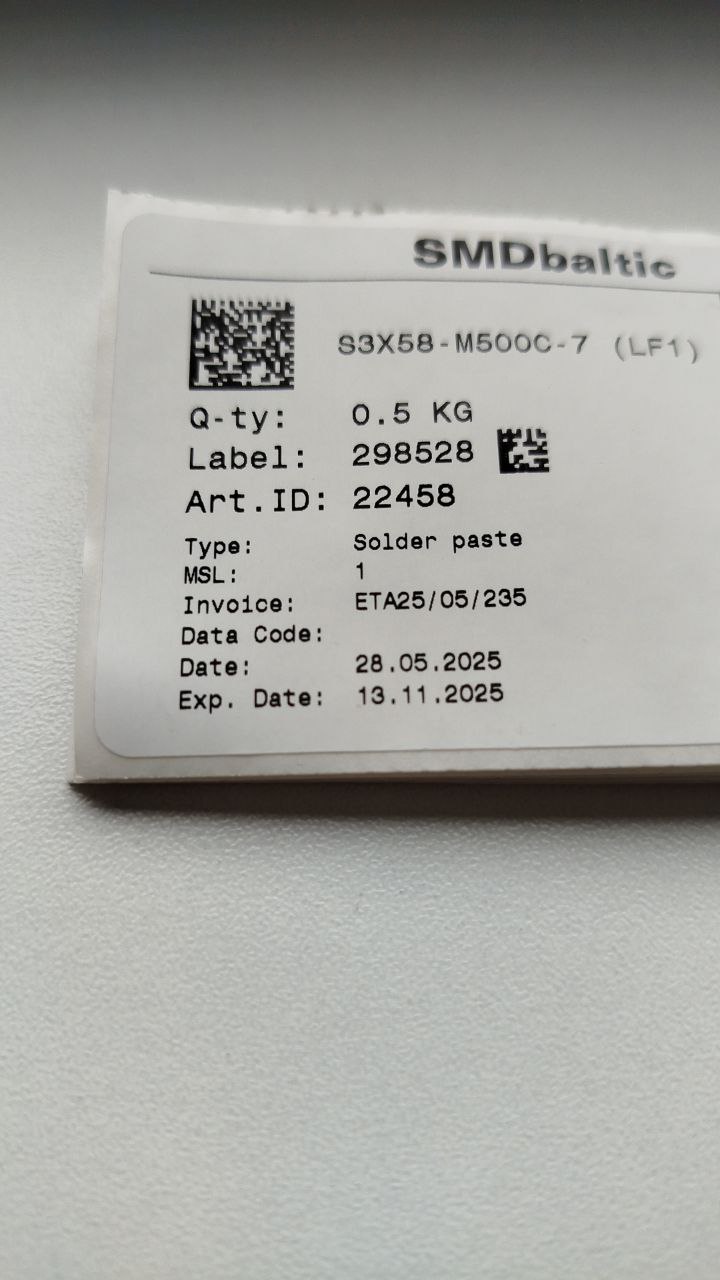 SMDbaltic
S3X58-M500C-7 (LF1)
Q-ty: 0.5 KG
Label: 298528
Art.ID: 22458
Type: Solder paste
MSL: 1
Invoice: ETA25/05/235
Data Code:
Date: 28.05.2025
Exp. Date: 13.11.2025